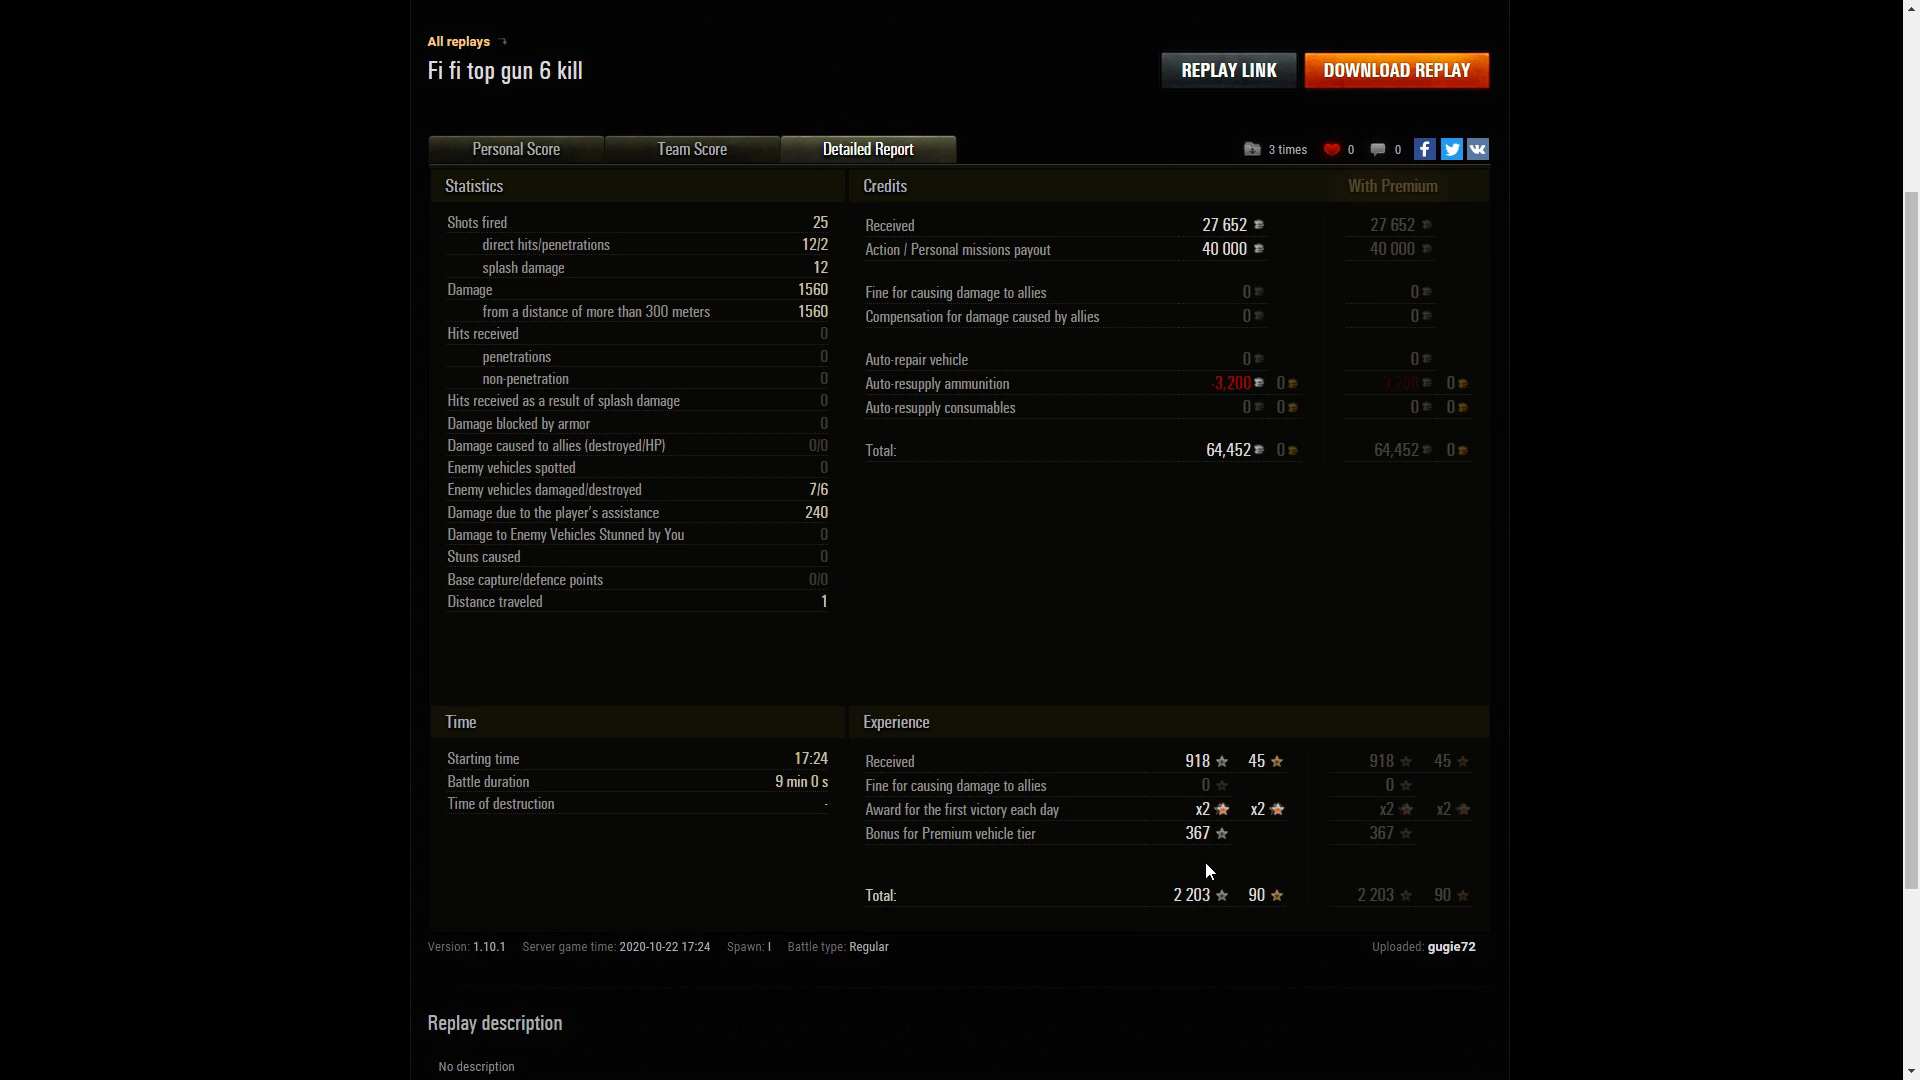 All replays
Fi fi top gun 6 kill
REPLAY LINK
DOWNLOAD REPLAY
Personal Score
Team Score
Detailed Report
3 times
0
0
Statistics
Shots fired 25
direct hits/penetrations 12/2
splash damage 12
Damage 1560
from a distance of more than 300 meters 1560
Hits received 0
penetrations 0
non-penetration 0
Hits received as a result of splash damage 0
Damage blocked by armor 0
Damage caused to allies (destroyed/HP) 0/0
Enemy vehicles spotted 0
Enemy vehicles damaged/destroyed 7/6
Damage due to the player's assistance 240
Damage to Enemy Vehicles Stunned by You 0
Stuns caused 0
Base capture/defence points 0/0
Distance traveled 1
Credits With Premium
Received 27 652 27 652
Action / Personal missions payout 40 000 40 000
Fine for causing damage to allies 0 0
Compensation for damage caused by allies 0 0
Auto-repair vehicle 0 0
Auto-resupply ammunition -3,200 0 -3,200 0
Auto-resupply consumables 0 0 0 0
Total: 64,452 0 64,452 0
Time
Starting time 17:24
Battle duration 9 min 0 s
Time of destruction -
Experience
Received 918 45 918 45
Fine for causing damage to allies 0 0
Award for the first victory each day x2 x2 x2 x2
Bonus for Premium vehicle tier 367 367
Total: 2 203 90 2 203 90
Version: 1.10.1 Server game time: 2020-10-22 17:24 Spawn: I Battle type: Regular Uploaded: gugie72
Replay description
No description